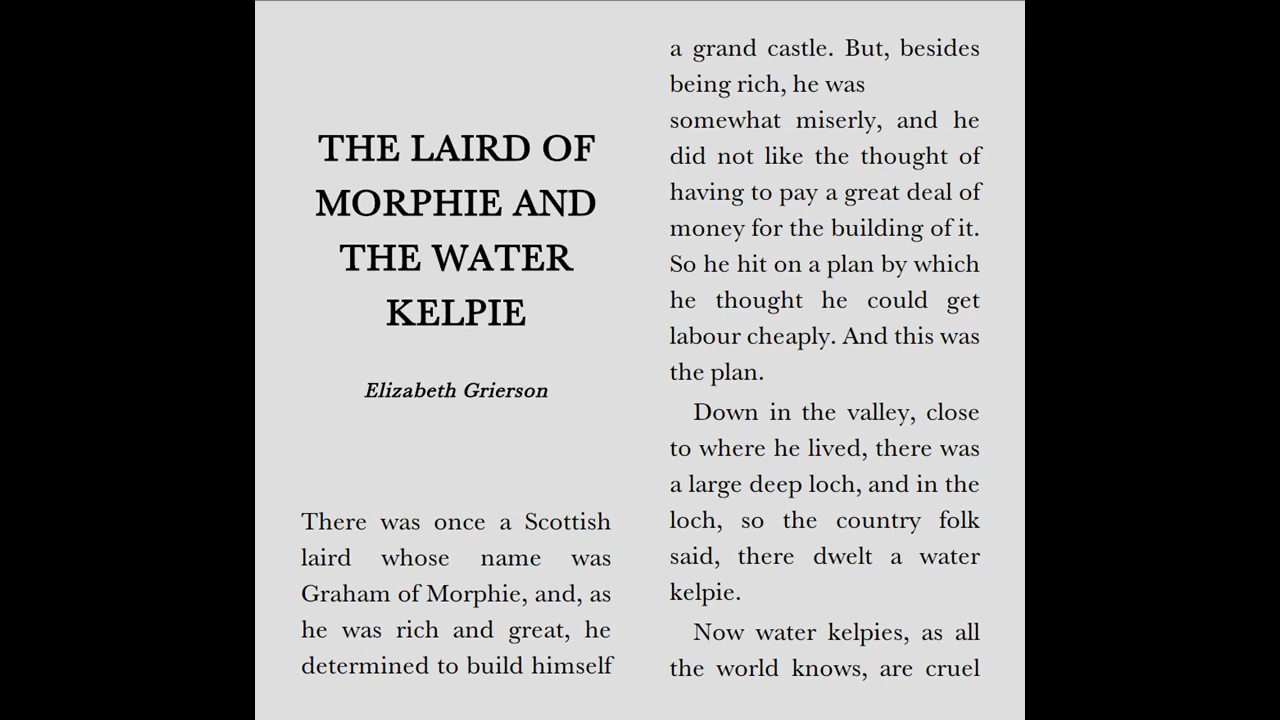 THE LAIRD OF
MORPHIE AND
THE WATER
KELPIE
Elizabeth Grierson
There was once a Scottish
laird whose name was
Graham of Morphie, and, as
he was rich and great, he
determined to build himself
a grand castle. But, besides
being rich, he was
somewhat miserly, and he
did not like the thought of
having to pay a great deal of
money for the building of it.
So he hit on a plan by which
he thought he could get
labour cheaply. And this was
the plan.
Down in the valley, close
to where he lived, there was
a large deep loch, and in the
loch, so the country folk
said, there dwelt a water
kelpie.
Now water kelpies, as all
the world knows, are cruel